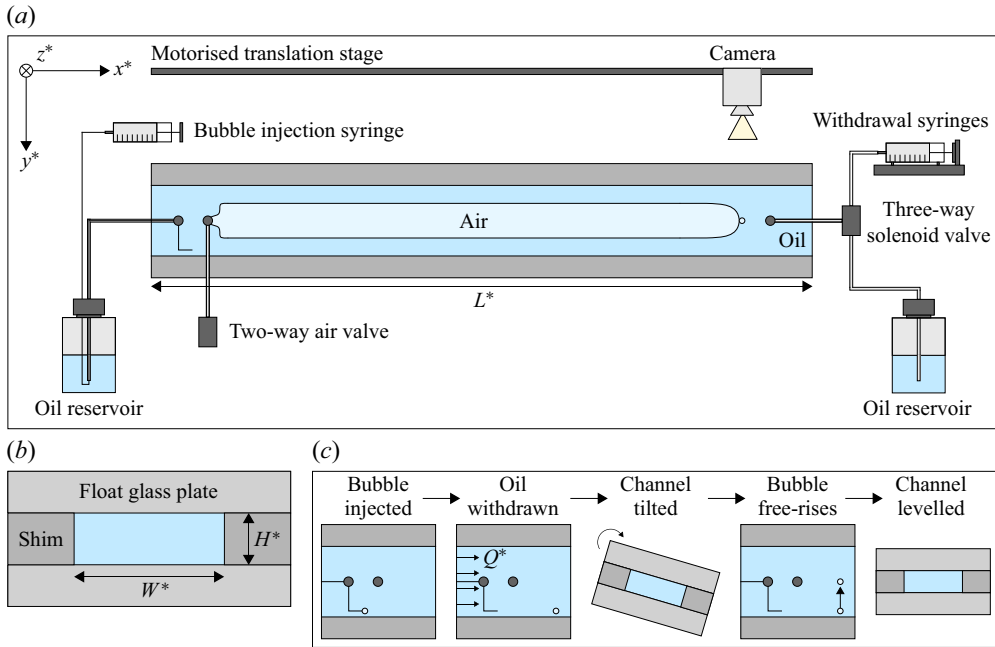 (a)
z*
x*
y*
Motorised translation stage
Camera
Bubble injection syringe
Withdrawal syringes
Air
Oil
Three-way
solenoid valve
L*
Two-way air valve
Oil reservoir
Oil reservoir
(b)
Float glass plate
Shim
H*
W*
(c)
Bubble
injected
Oil
withdrawn
Channel
tilted
Bubble
free-rises
Channel
levelled
Q*